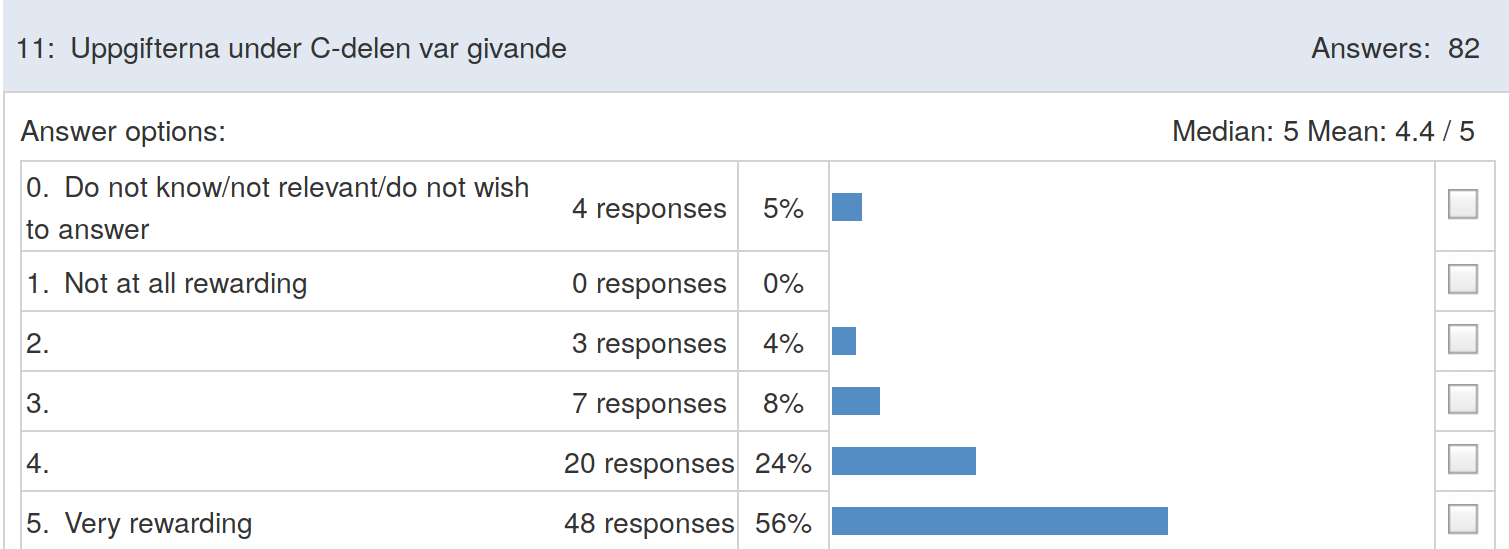 11: Uppgifterna under C-delen var givande Answers: 82
Answer options: Median: 5 Mean: 4.4 / 5
0. Do not know/not relevant/do not wish
to answer 4 responses 5%
1. Not at all rewarding 0 responses 0%
2. 3 responses 4%
3. 7 responses 8%
4. 20 responses 24%
5. Very rewarding 48 responses 56%